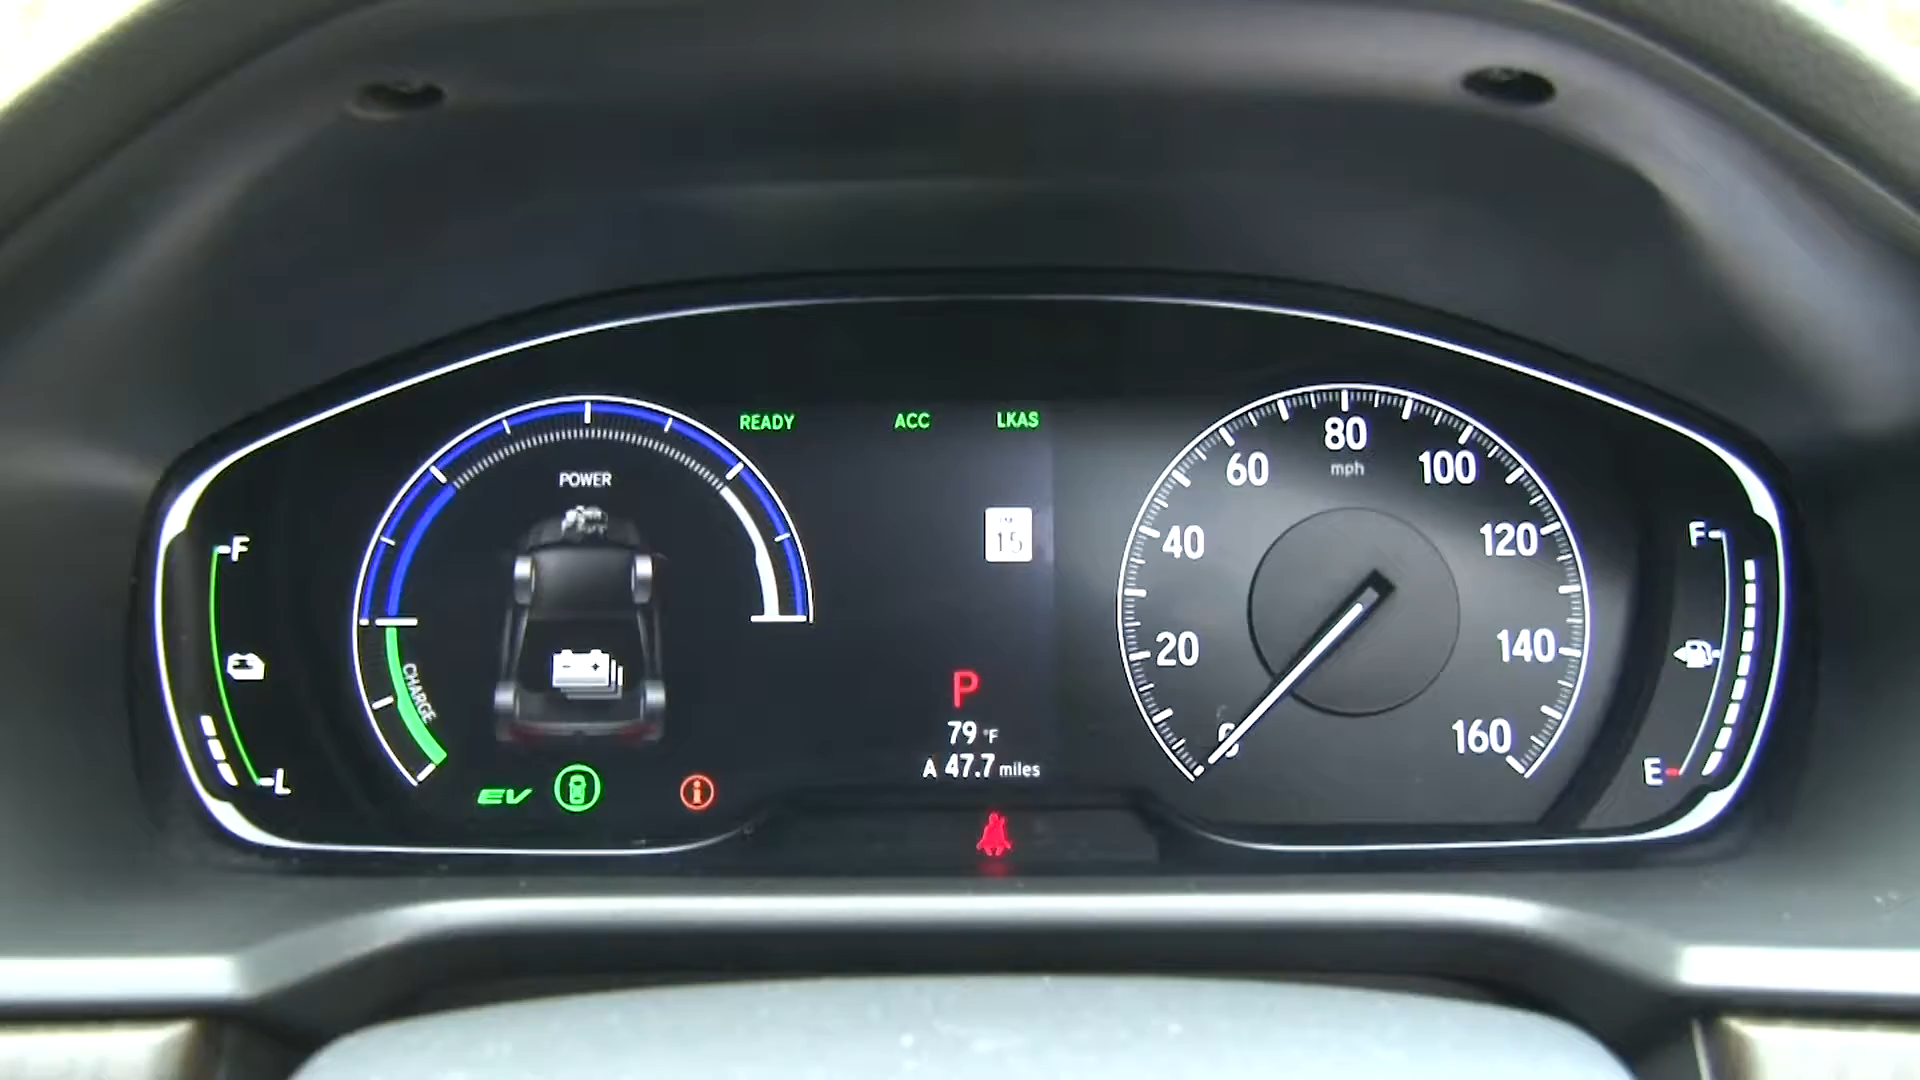 READY ACC LKAS
POWER
CHARGE
F
L
EV
15
P
79 °F
A 47.7 miles
0
20
40
60
80
mph
100
120
140
160
F
E